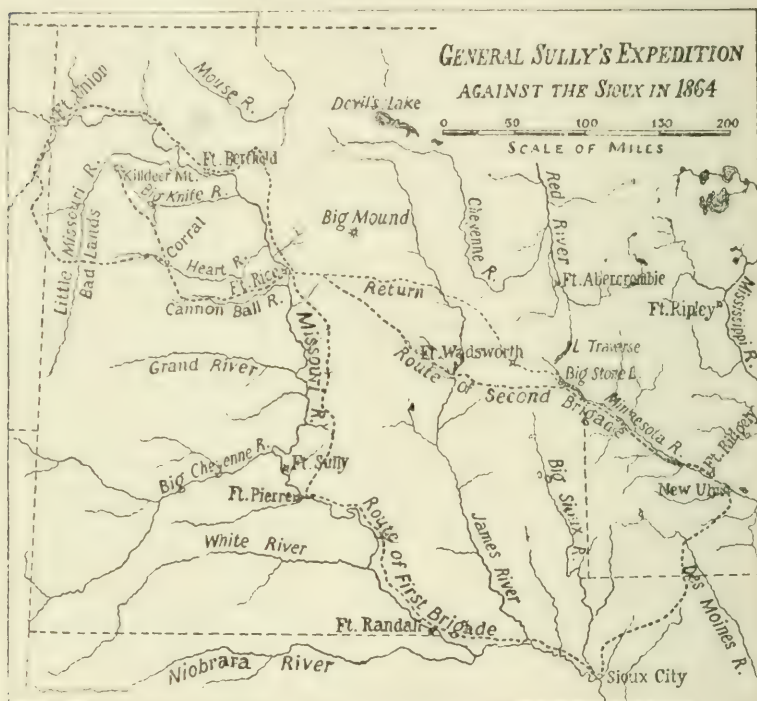 GENERAL SULLY'S EXPEDITION
AGAINST THE SIOUX IN 1864
0 50 100 150 200
SCALE OF MILES
Ft. Union
Mouse R.
Devil's Lake
Ft. Berthold
Killdeer Mt.
Big Knife R.
Little Missouri R.
Bad Lands
Corral
Heart R.
Ft. Rice
Cannon Ball R.
Big Mound
Cheyenne R.
Red River
Ft. Abercrombie
Ft. Ripley
Mississippi R.
Return
Missouri R.
Grand River
Ft. Wadsworth
Route of Second Brigade
L. Traverse
Big Stone L.
Minnesota R.
Ft. Ridgely
New Ulm
Big Cheyenne R.
Ft. Sully
Ft. Pierre
Big Sioux R.
White River
Route of First Brigade
James River
Des Moines R.
Ft. Randall
Niobrara River
Sioux City